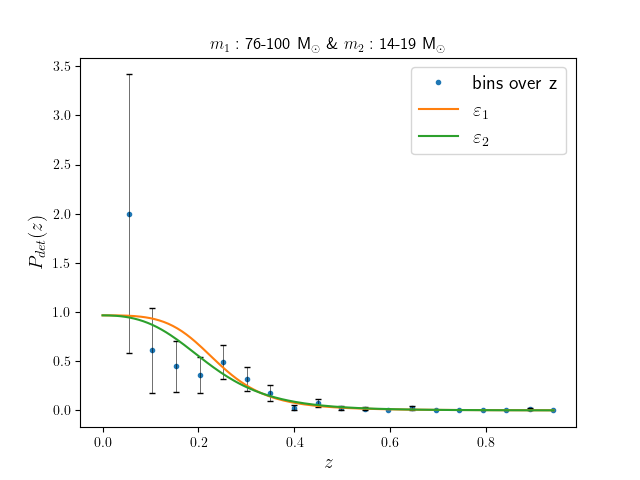 m₁ : 76-100 M⊙ & m₂ : 14-19 M⊙
3.5
3.0
2.5
2.0
1.5
1.0
0.5
0.0
P_det(z)
bins over z
ε₁
ε₂
0.0 0.2 0.4 0.6 0.8
z